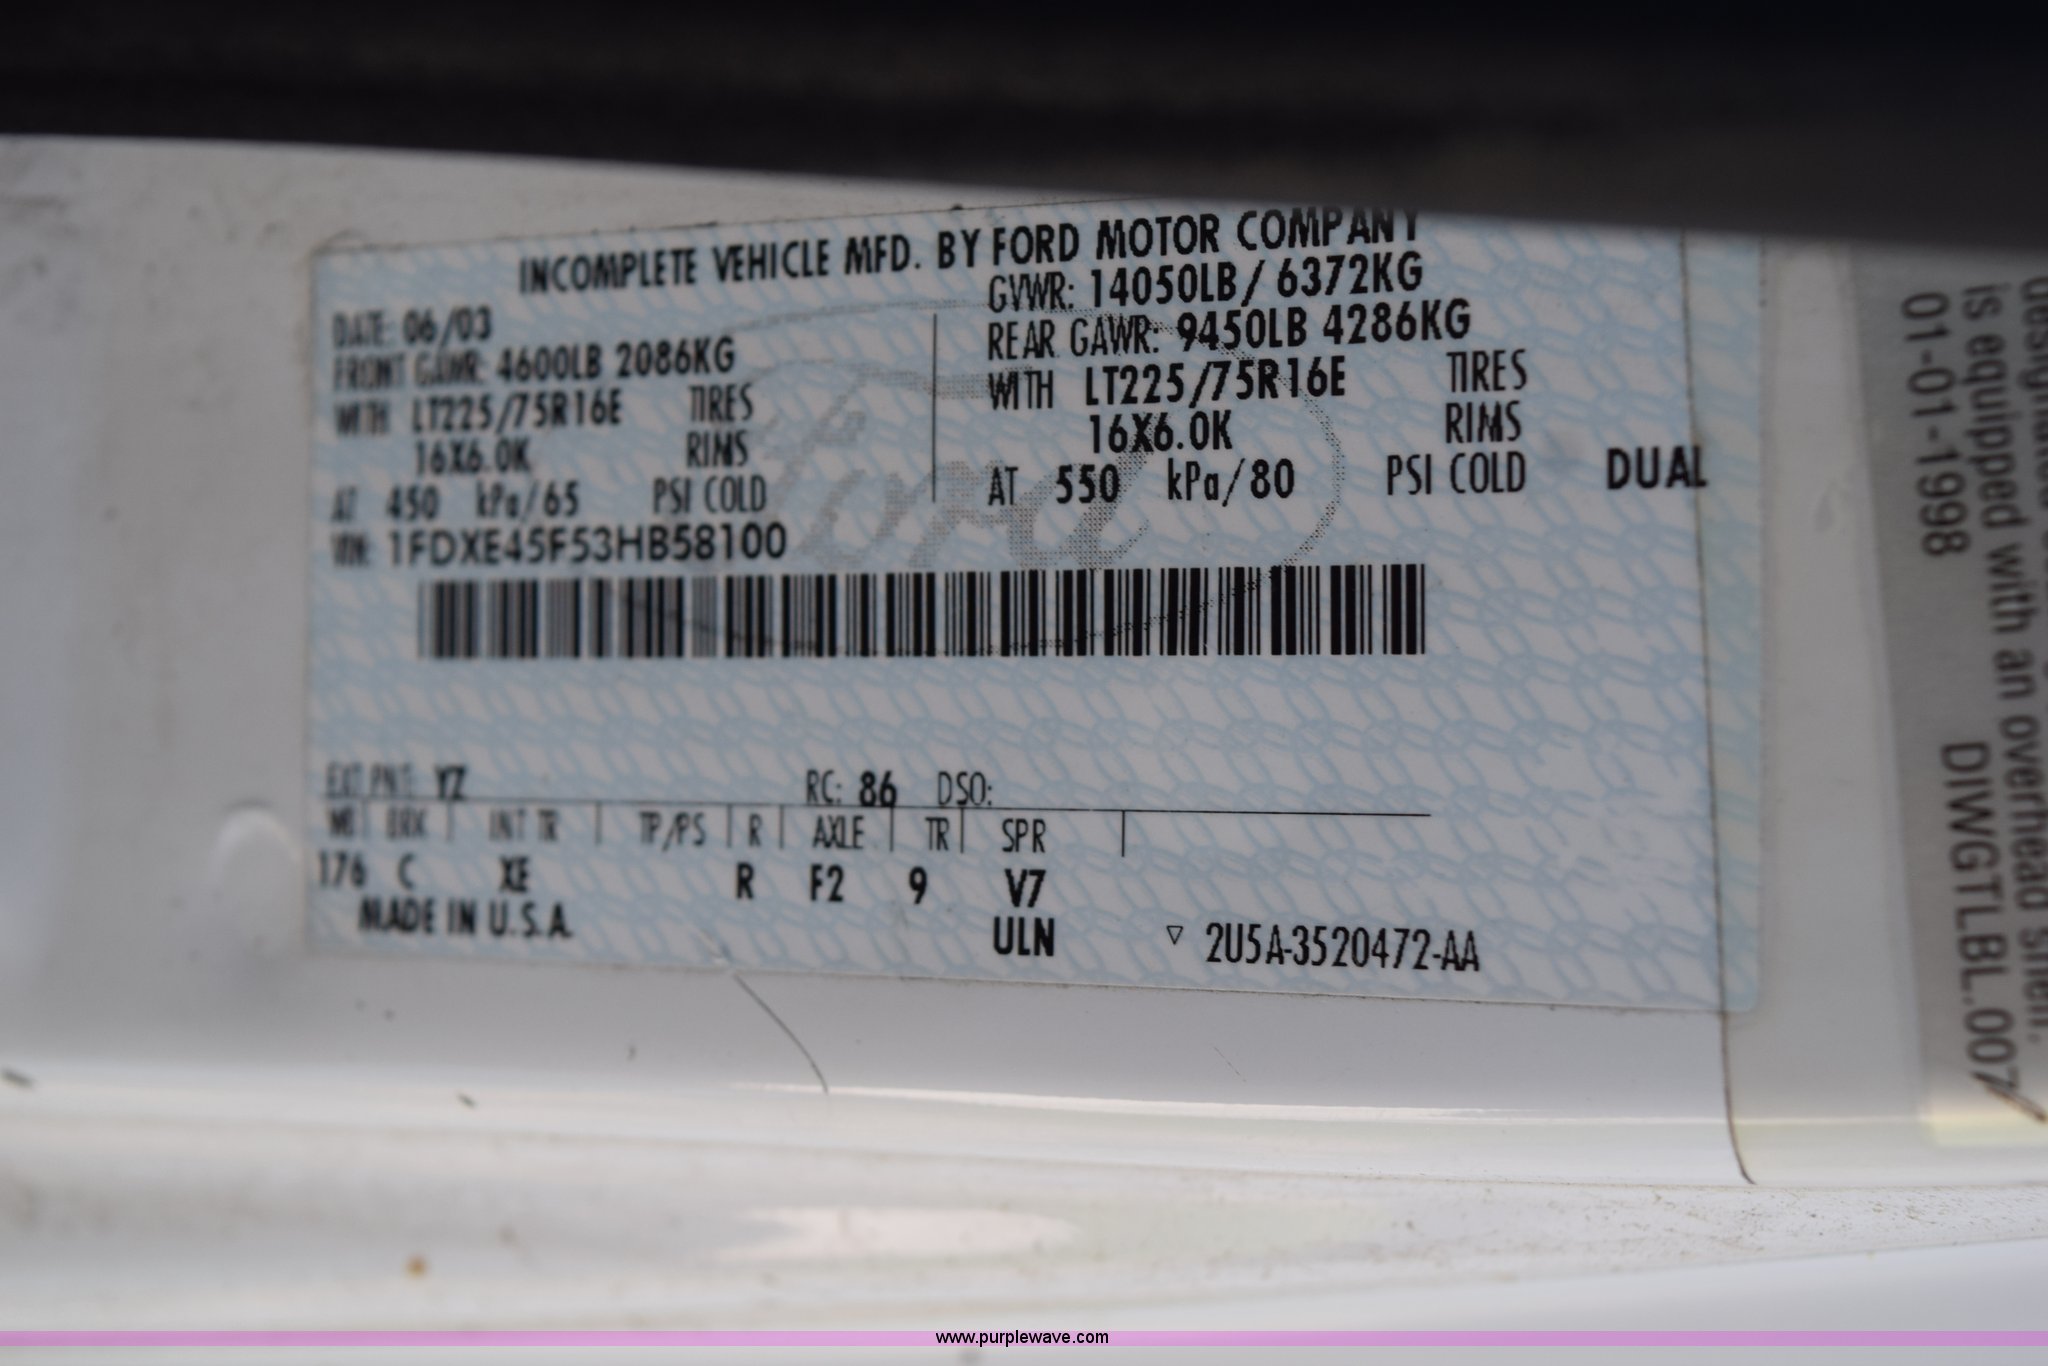 INCOMPLETE VEHICLE MFD. BY FORD MOTOR COMPANY
DATE: 06/03
GVWR: 14050LB/ 6372KG
FRONT GAWR: 4600LB 2086KG
REAR GAWR: 9450LB 4286KG
WITH LT225/75R16E TIRES
WITH LT225/75R16E TIRES
16X6.0K RIMS
16X6.0K RIMS
AT 450 kPa/65 PSI COLD
AT 550 kPa/80 PSI COLD DUAL
VIN: 1FDXE45F53HB58100
Ford
EXT PNT: YZ RC: 86 DSO:
WB BRK INT TR TP/PS R AXLE TR SPR
176 C XE R F2 9 V7
MADE IN U.S.A. ULN ▽ 2U5A-3520472-AA
is equipped with an overhead shell.
01-01-1998 DIWGTLBL.007
www.purplewave.com